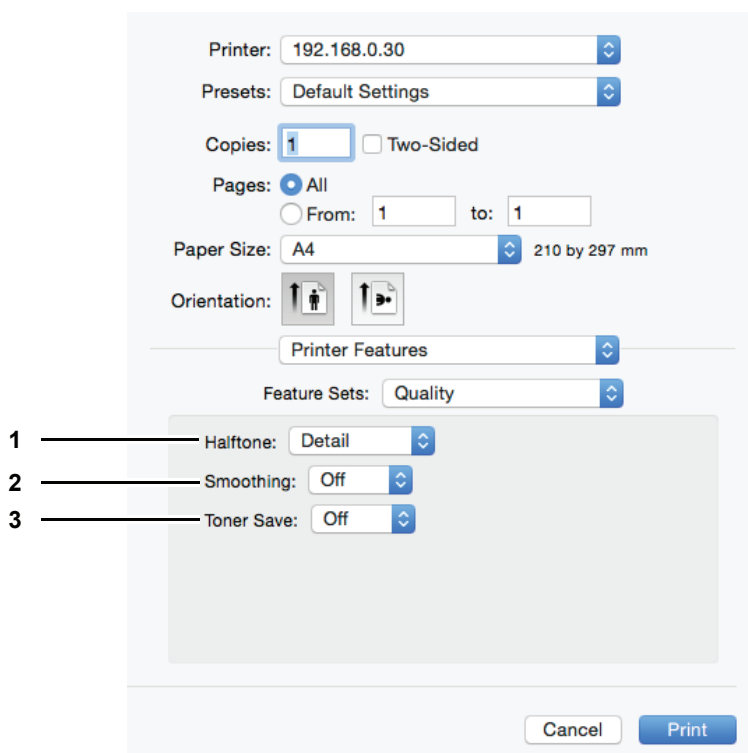 Printer: 192.168.0.30
Presets: Default Settings
Copies: 1 Two-Sided
Pages: All
From: 1 to: 1
Paper Size: A4 210 by 297 mm
Orientation:
Printer Features
Feature Sets: Quality
1 Halftone: Detail
2 Smoothing: Off
3 Toner Save: Off
Cancel Print